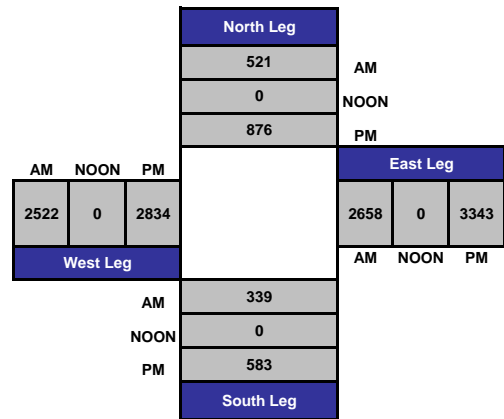 North Leg
521 AM
0 NOON
876 PM
AM NOON PM East Leg
2522 0 2834 2658 0 3343
West Leg AM NOON PM
AM 339
NOON 0
PM 583
South Leg